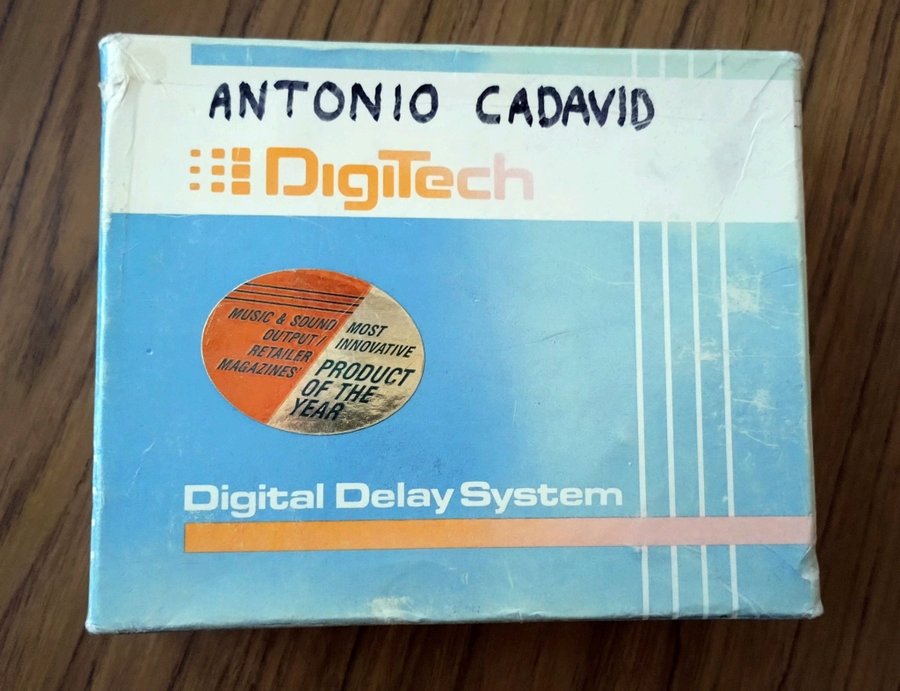 ANTONIO CADAVID
DigiTech
MUSIC & SOUND
OUTPUT/
RETAILER
MAGAZINES'
MOST
INNOVATIVE
PRODUCT
OF THE
YEAR
Digital Delay System